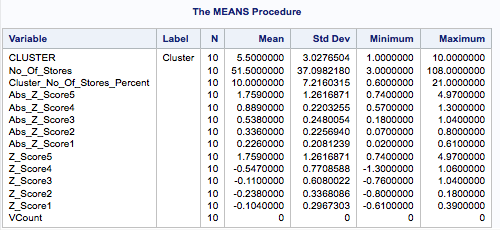 The MEANS Procedure
Variable Label N Mean Std Dev Minimum Maximum
CLUSTER Cluster 10 5.5000000 3.0276504 1.0000000 10.0000000
No_Of_Stores 10 51.5000000 37.0982180 3.0000000 108.0000000
Cluster_No_Of_Stores_Percent 10 10.0000000 7.2160315 0.6000000 21.0000000
Abs_Z_Score5 10 1.7590000 1.2616871 0.7400000 4.9700000
Abs_Z_Score4 10 0.8890000 0.2203255 0.5700000 1.3000000
Abs_Z_Score3 10 0.5380000 0.2480054 0.1800000 1.0400000
Abs_Z_Score2 10 0.3360000 0.2256940 0.0700000 0.8000000
Abs_Z_Score1 10 0.2260000 0.2081239 0.0200000 0.6100000
Z_Score5 10 1.7590000 1.2616871 0.7400000 4.9700000
Z_Score4 10 -0.5470000 0.7708588 -1.3000000 1.0600000
Z_Score3 10 -0.1100000 0.6080022 -0.7600000 1.0400000
Z_Score2 10 -0.2380000 0.3368086 -0.8000000 0.1800000
Z_Score1 10 -0.1040000 0.2967303 -0.6100000 0.3900000
VCount 10 0 0 0 0